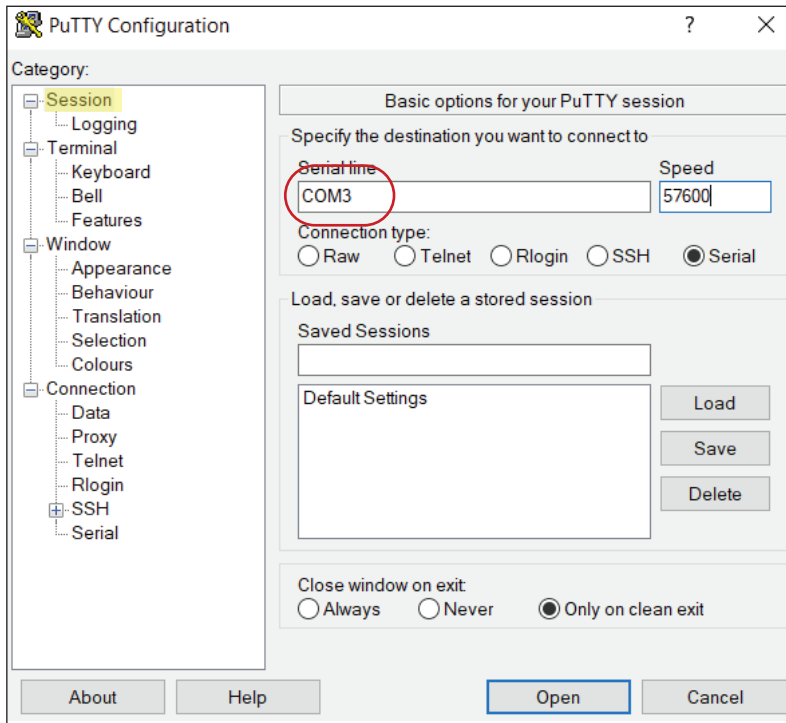 PuTTY Configuration
? 
Category:
Session
Logging
Terminal
Keyboard
Bell
Features
Window
Appearance
Behaviour
Translation
Selection
Colours
Connection
Data
Proxy
Telnet
Rlogin
SSH
Serial
Basic options for your PuTTY session
Specify the destination you want to connect to
Serial line Speed
COM3 57600
Connection type:
Raw Telnet Rlogin SSH Serial
Load, save or delete a stored session
Saved Sessions
Default Settings
Load
Save
Delete
Close window on exit:
Always Never Only on clean exit
About Help Open Cancel